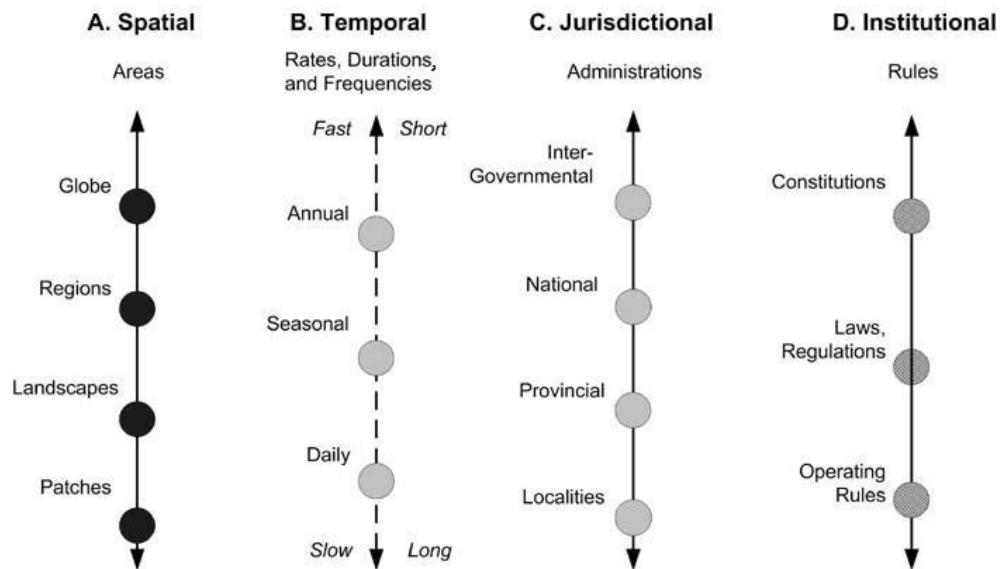 A. Spatial
Areas
Globe
Regions
Landscapes
Patches
B. Temporal
Rates, Durations,
and Frequencies
Fast Short
Annual
Seasonal
Daily
Slow Long
C. Jurisdictional
Administrations
Inter-
Governmental
National
Provincial
Localities
D. Institutional
Rules
Constitutions
Laws,
Regulations
Operating
Rules